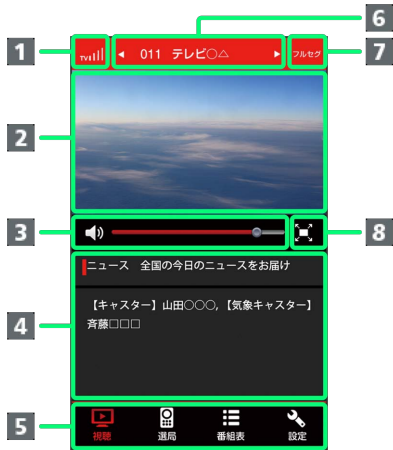 1
2
3
4
5
6
7
8
TV
◀ 011 テレビ○△ ▶
フルセグ
ニュース 全国の今日のニュースをお届け
【キャスター】山田○○○,【気象キャスター】
斉藤□□□
視聴
選局
番組表
設定